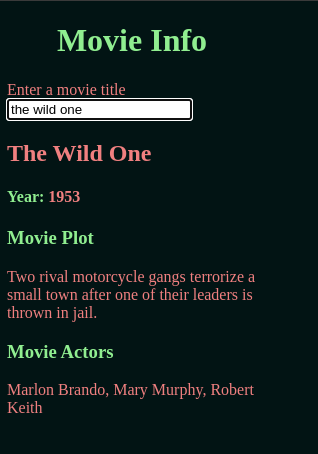 Movie Info
Enter a movie title
the wild one
The Wild One
Year: 1953
Movie Plot
Two rival motorcycle gangs terrorize a
small town after one of their leaders is
thrown in jail.
Movie Actors
Marlon Brando, Mary Murphy, Robert
Keith